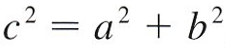 c² = a² + b²